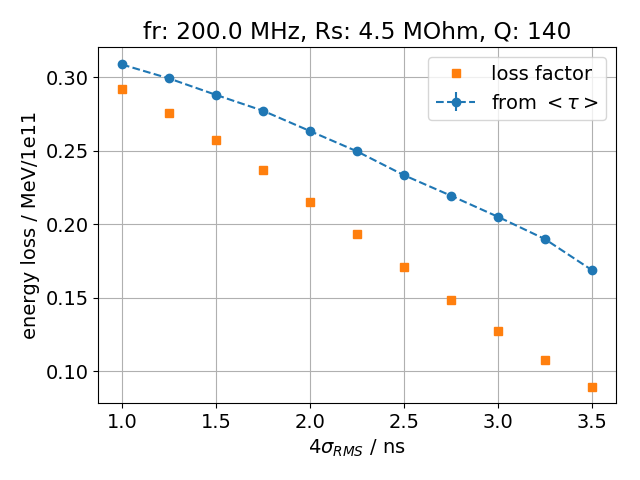 fr: 200.0 MHz, Rs: 4.5 MOhm, Q: 140
loss factor
from <τ>
energy loss / MeV/1e11
0.30
0.25
0.20
0.15
0.10
1.0 1.5 2.0 2.5 3.0 3.5
4σRMS / ns